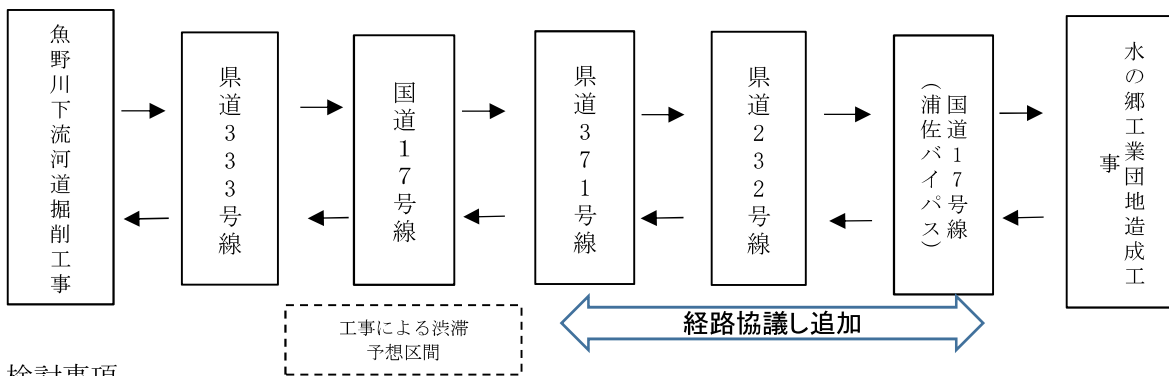 魚野川下流河道掘削工事
県道333号線
国道17号線
県道371号線
県道232号線
国道17号線
(浦佐バイパス)
水の郷工業団地造成工
事
工事による渋滞
予想区間
経路協議し追加
検討事項